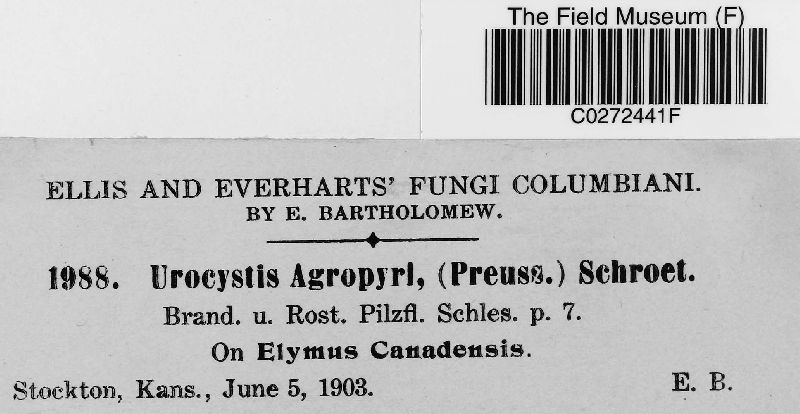 The Field Museum (F)
C0272441F
ELLIS AND EVERHARTS' FUNGI COLUMBIANI.
BY E. BARTHOLOMEW.
1988. Urocystis Agropyri, (Preuss.) Schroet.
Brand. u. Rost. Pilzfl. Schles. p. 7.
On Elymus Canadensis.
Stockton, Kans., June 5, 1903. E. B.